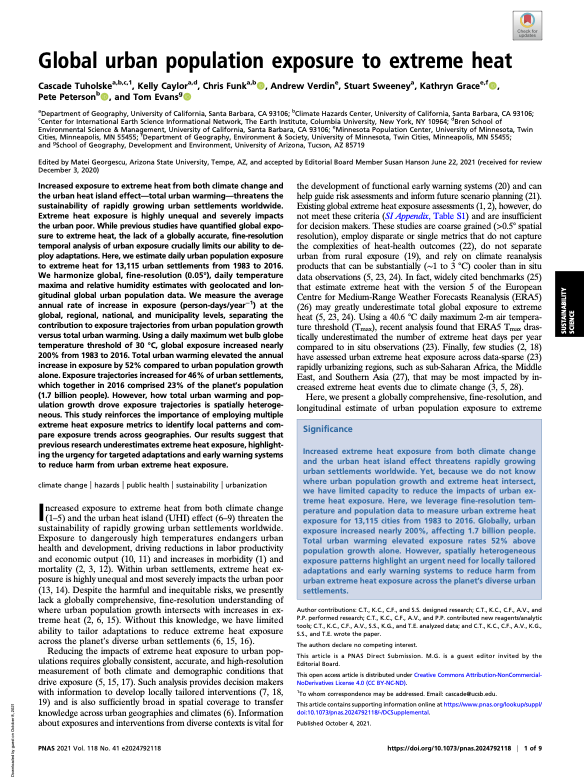 Check for
updates
Global urban population exposure to extreme heat
Cascade Tuholskea,b,c,1, Kelly Caylora,d, Chris Funka,b, Andrew Verdine, Stuart Sweeneya, Kathryn Gracee,f,
Pete Petersonb, and Tom Evansg
aDepartment of Geography, University of California, Santa Barbara, CA 93106; bClimate Hazards Center, University of California, Santa Barbara, CA 93106;
cCenter for International Earth Science Information Network, The Earth Institute, Columbia University, New York, NY 10964; dBren School of
Environmental Science & Management, University of California, Santa Barbara, CA 93106; eMinnesota Population Center, University of Minnesota, Twin
Cities, Minneapolis, MN 55455; fDepartment of Geography, Environment & Society, University of Minnesota, Twin Cities, Minneapolis, MN 55455;
and gSchool of Geography, Development and Environment, University of Arizona, Tucson, AZ 85719
Edited by Matei Georgescu, Arizona State University, Tempe, AZ, and accepted by Editorial Board Member Susan Hanson June 22, 2021 (received for review
December 3, 2020)
Increased exposure to extreme heat from both climate change and
the urban heat island effect—total urban warming—threatens the
sustainability of rapidly growing urban settlements worldwide.
Extreme heat exposure is highly unequal and severely impacts
the urban poor. While previous studies have quantified global expo-
sure to extreme heat, the lack of a globally accurate, fine-resolution
temporal analysis of urban exposure crucially limits our ability to de-
ploy adaptations. Here, we estimate daily urban population exposure
to extreme heat for 13,115 urban settlements from 1983 to 2016.
We harmonize global, fine-resolution (0.05°), daily temperature
maxima and relative humidity estimates with geolocated and lon-
gitudinal global urban population data. We measure the average
annual rate of increase in exposure (person-days/year−1) at the
global, regional, national, and municipality levels, separating the
contribution to exposure trajectories from urban population growth
versus total urban warming. Using a daily maximum wet bulb globe
temperature threshold of 30 °C, global exposure increased nearly
200% from 1983 to 2016. Total urban warming elevated the annual
increase in exposure by 52% compared to urban population growth
alone. Exposure trajectories increased for 46% of urban settlements,
which together in 2016 comprised 23% of the planet's population
(1.7 billion people). However, how total urban warming and pop-
ulation growth drove exposure trajectories is spatially heteroge-
neous. This study reinforces the importance of employing multiple
extreme heat exposure metrics to identify local patterns and com-
pare exposure trends across geographies. Our results suggest that
previous research underestimates extreme heat exposure, highlight-
ing the urgency for targeted adaptations and early warning systems
to reduce harm from urban extreme heat exposure.
climate change | hazards | public health | sustainability | urbanization
Increased exposure to extreme heat from both climate change
(1–5) and the urban heat island (UHI) effect (6–9) threaten the
sustainability of rapidly growing urban settlements worldwide.
Exposure to dangerously high temperatures endangers urban
health and development, driving reductions in labor productivity
and economic output (10, 11) and increases in morbidity (1) and
mortality (2, 3, 12). Within urban settlements, extreme heat ex-
posure is highly unequal and most severely impacts the urban poor
(13, 14). Despite the harmful and inequitable risks, we presently
lack a globally comprehensive, fine-resolution understanding of
where urban population growth intersects with increases in ex-
treme heat (2, 6, 15). Without this knowledge, we have limited
ability to tailor adaptations to reduce extreme heat exposure
across the planet's diverse urban settlements (6, 15, 16).
Reducing the impacts of extreme heat exposure to urban pop-
ulations requires globally consistent, accurate, and high-resolution
measurement of both climate and demographic conditions that
drive exposure (5, 15, 17). Such analysis provides decision makers
with information to develop locally tailored interventions (7, 18,
19) and is also sufficiently broad in spatial coverage to transfer
knowledge across urban geographies and climates (6). Information
about exposures and interventions from diverse contexts is vital for
the development of functional early warning systems (20) and can
help guide risk assessments and inform future scenario planning (21).
Existing global extreme heat exposure assessments (1, 2), however, do
not meet these criteria (SI Appendix, Table S1) and are insufficient
for decision makers. These studies are coarse grained (>0.5° spatial
resolution), employ disparate or single metrics that do not capture
the complexities of heat-health outcomes (22), do not separate
urban from rural exposure (19), and rely on climate reanalysis
products that can be substantially (~1 to 3 °C) cooler than in situ
data observations (5, 23, 24). In fact, widely cited benchmarks (25)
that estimate extreme heat with the version 5 of the European
Centre for Medium-Range Weather Forecasts Reanalysis (ERA5)
(26) may greatly underestimate total global exposure to extreme
heat (5, 23, 24). Using a 40.6 °C daily maximum 2-m air tempera-
ture threshold (Tmax), recent analysis found that ERA5 Tmax dras-
tically underestimated the number of extreme heat days per year
compared to in situ observations (23). Finally, few studies (2, 18)
have assessed urban extreme heat exposure across data-sparse (23)
rapidly urbanizing regions, such as sub-Saharan Africa, the Middle
East, and Southern Asia (27), that may be most impacted by in-
creased extreme heat events due to climate change (3, 5, 28).
Here, we present a globally comprehensive, fine-resolution, and
longitudinal estimate of urban population exposure to extreme
Significance
Increased extreme heat exposure from both climate change
and the urban heat island effect threatens rapidly growing
urban settlements worldwide. Yet, because we do not know
where urban population growth and extreme heat intersect,
we have limited capacity to reduce the impacts of urban ex-
treme heat exposure. Here, we leverage fine-resolution tem-
perature and population data to measure urban extreme heat
exposure for 13,115 cities from 1983 to 2016. Globally, urban
exposure increased nearly 200%, affecting 1.7 billion people.
Total urban warming elevated exposure rates 52% above
population growth alone. However, spatially heterogeneous
exposure patterns highlight an urgent need for locally tailored
adaptations and early warning systems to reduce harm from
urban extreme heat exposure across the planet's diverse urban
settlements.
Author contributions: C.T., K.C., C.F., and S.S. designed research; C.T., K.C., C.F., A.V., and
P.P. performed research; C.T., K.C., C.F., A.V., and P.P. contributed new reagents/analytic
tools; C.T., K.C., C.F., A.V., S.S., K.G., and T.E. analyzed data; and C.T., K.C., C.F., A.V., K.G.,
S.S., and T.E. wrote the paper.
The authors declare no competing interest.
This article is a PNAS Direct Submission. M.G. is a guest editor invited by the
Editorial Board.
This open access article is distributed under Creative Commons Attribution-NonCommercial-
NoDerivatives License 4.0 (CC BY-NC-ND).
1To whom correspondence may be addressed. Email: cascade@ucsb.edu.
This article contains supporting information online at https://www.pnas.org/lookup/suppl/
doi:10.1073/pnas.2024792118/-/DCSupplemental.
Published October 4, 2021.
SUSTAINABILITY
SCIENCE
Downloaded by guest on October 8, 2021
PNAS 2021 Vol. 118 No. 41 e2024792118
https://doi.org/10.1073/pnas.2024792118 | 1 of 9